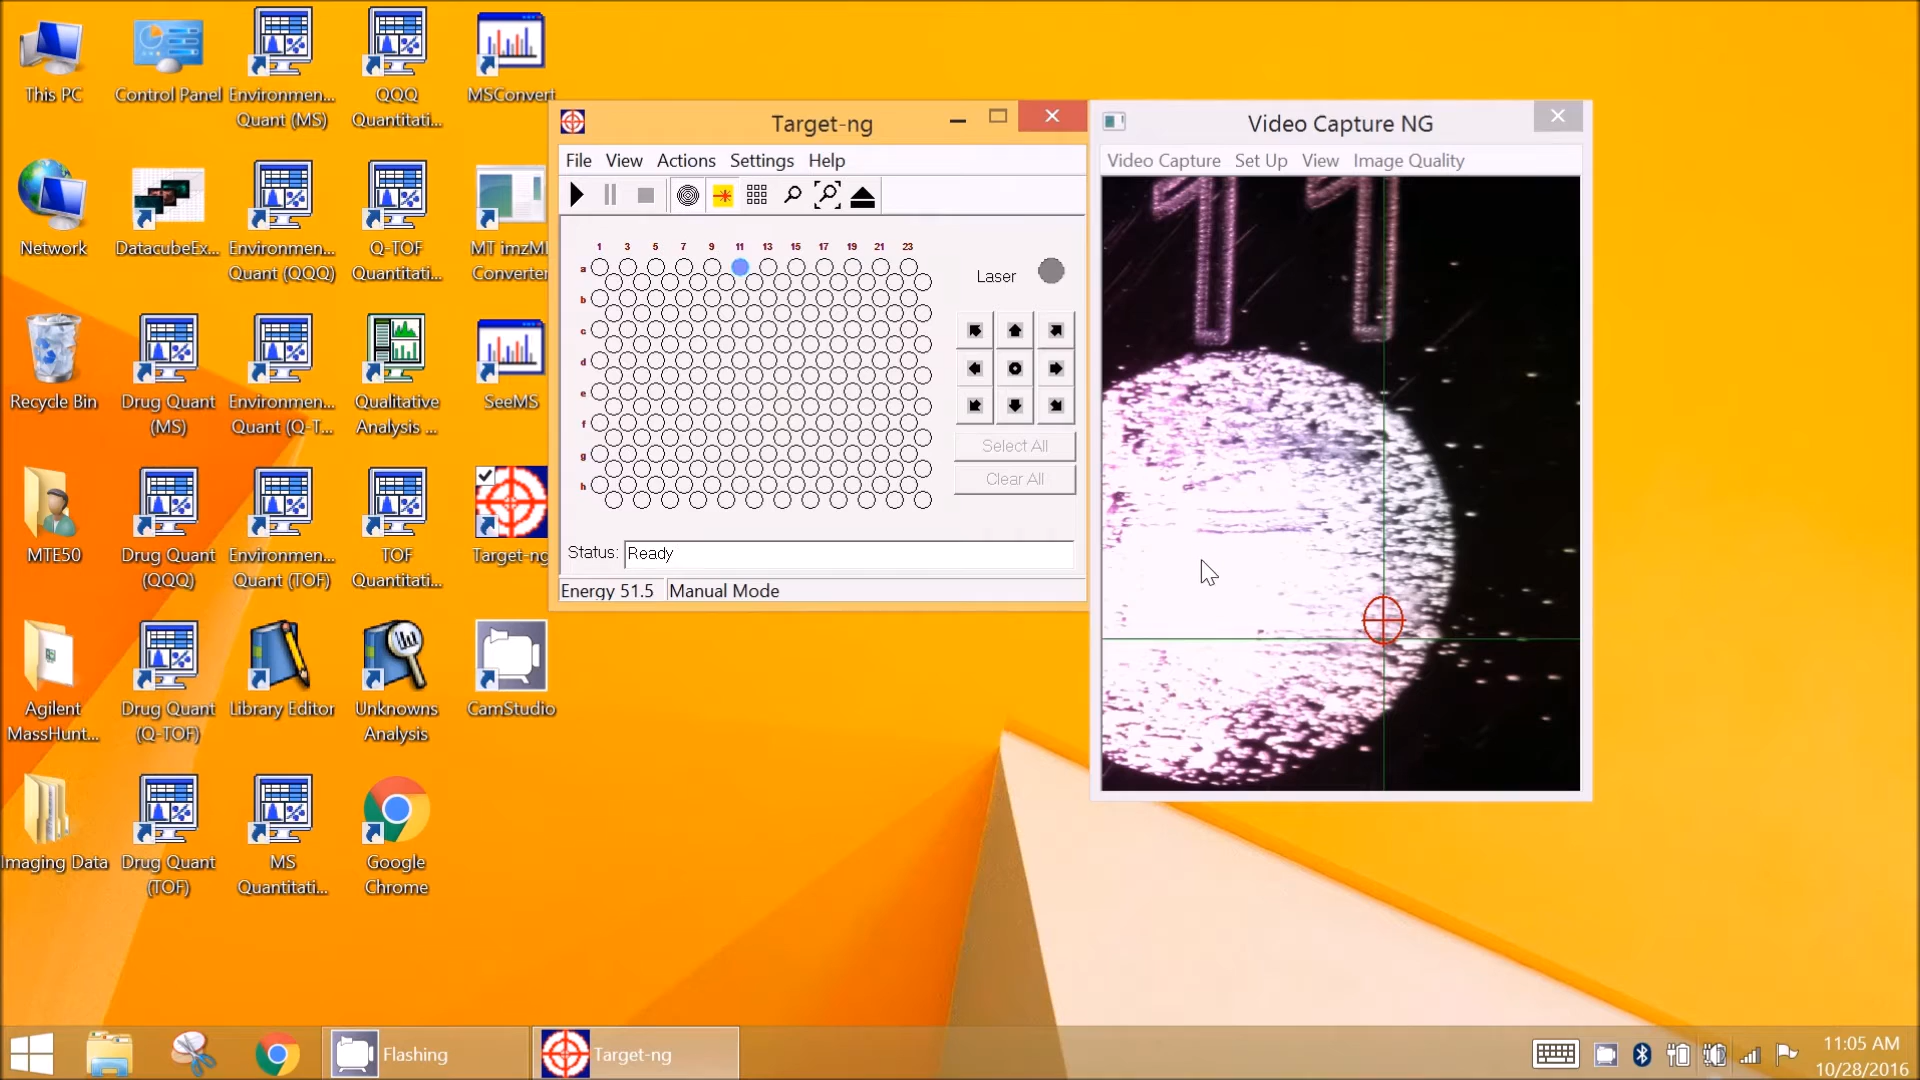 This PC
Control Panel
Environmen...
Quant (MS)
QQQ
Quantitati...
MSConvert
Network
DatacubeEx...
Environmen...
Quant (QQQ)
Q-TOF
Quantitati...
MT imzML
Converter
Recycle Bin
Drug Quant
(MS)
Environmen...
Quant (Q-T...
Qualitative
Analysis ...
SeeMS
MTE50
Drug Quant
(QQQ)
Environmen...
Quant (TOF)
TOF
Quantitati...
Target-ng
Agilent
MassHunt...
Drug Quant
(Q-TOF)
Library Editor
Unknowns
Analysis
CamStudio
Imaging Data
Drug Quant
(TOF)
MS
Quantitati...
Google
Chrome
Target-ng
File View Actions Settings Help
1 3 5 7 9 11 13 15 17 19 21 23
a
b
c
d
e
f
g
h
Laser
Select All
Clear All
Status: Ready
Energy 51.5 Manual Mode
Video Capture NG
Video Capture Set Up View Image Quality
11
Flashing
Target-ng
11:05 AM
10/28/2016